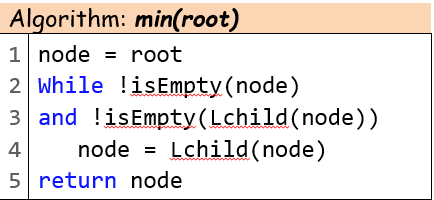 Algorithm: min(root)
1 node = root
2 While !isEmpty(node)
3 and !isEmpty(Lchild(node))
4 node = Lchild(node)
5 return node